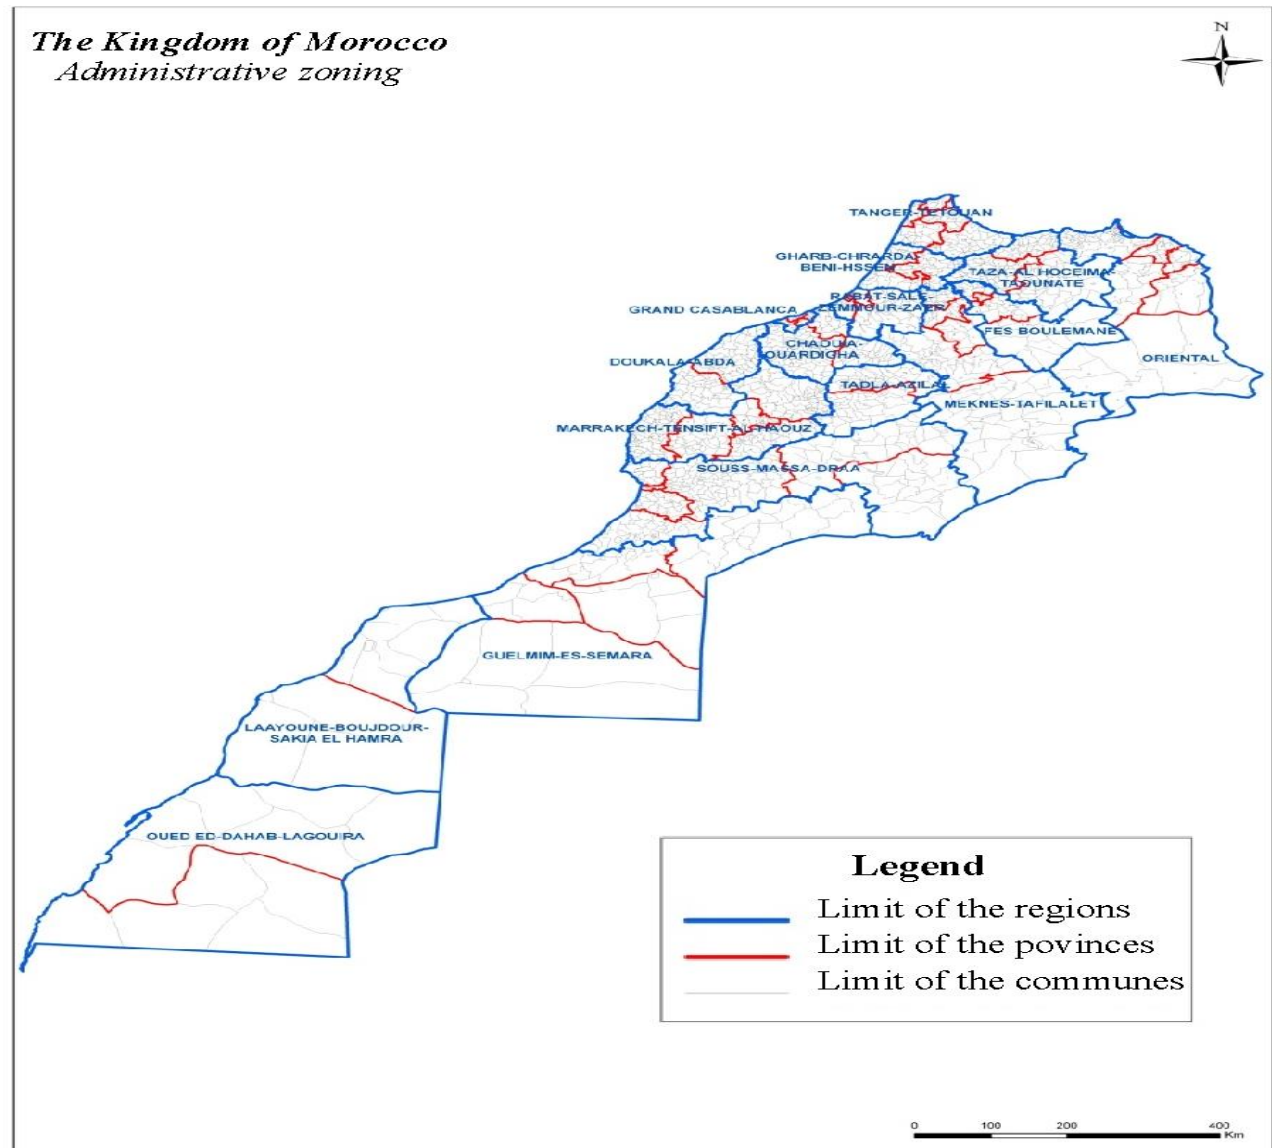 The Kingdom of Morocco
Administrative zoning
N
TANGER-TETOUAN
GHARB-CHRARDA-
BENI-HSSEN
TAZA-AL HOCEIMA-
TAOUNATE
RABAT-SALE-
ZEMMOUR-ZAER
GRAND CASABLANCA
FES BOULEMANE
CHAOUIA-
OUARDIGHA
ORIENTAL
DOUKALA-ABDA
TADLA-AZILAL
MEKNES-TAFILALET
MARRAKECH-TENSIFT-AL HAOUZ
SOUSS-MASSA-DRAA
GUELMIM-ES-SEMARA
LAAYOUNE-BOUJDOUR-
SAKIA EL HAMRA
OUED ED-DAHAB-LAGOUIRA
Legend
Limit of the regions
Limit of the povinces
Limit of the communes
0 100 200 400
Km